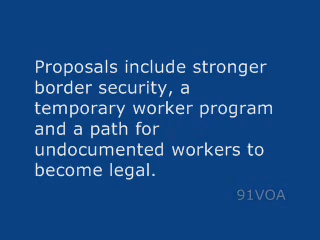 Proposals include stronger
border security, a
temporary worker program
and a path for
undocumented workers to
become legal.
91VOA